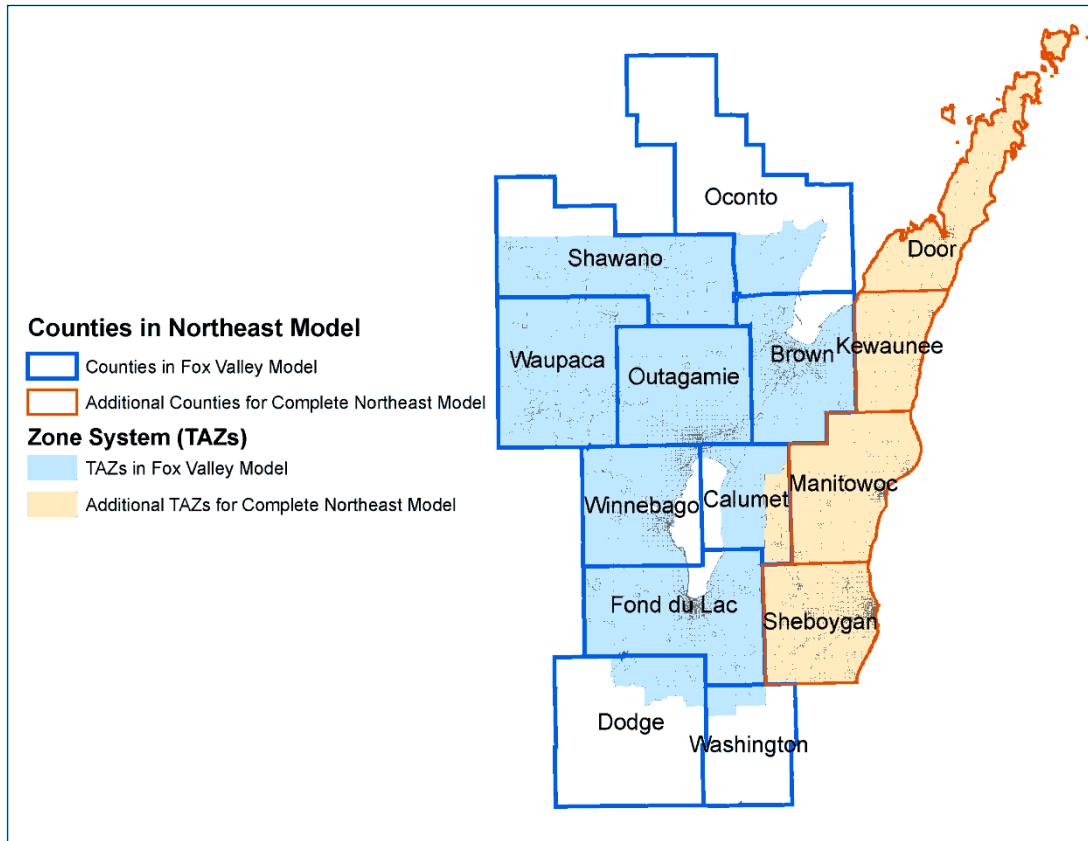 Counties in Northeast Model
Counties in Fox Valley Model
Additional Counties for Complete Northeast Model
Zone System (TAZs)
TAZs in Fox Valley Model
Additional TAZs for Complete Northeast Model
Oconto
Door
Shawano
Kewaunee
Brown
Waupaca
Outagamie
Manitowoc
Winnebago
Calumet
Fond du Lac
Sheboygan
Dodge
Washington